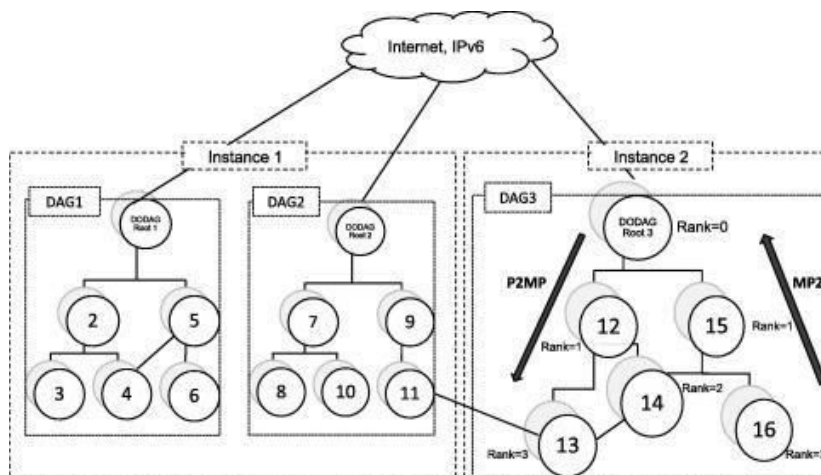 Internet, IPv6
Instance 1
Instance 2
DAG1
DAG2
DAG3
DODAG
Root 1
DODAG
Root 2
DODAG
Root 3
Rank=0
P2MP
MP2
2
5
7
9
12
15
Rank=1
Rank=1
3
4
6
8
10
11
13
14
16
Rank=2
Rank=3